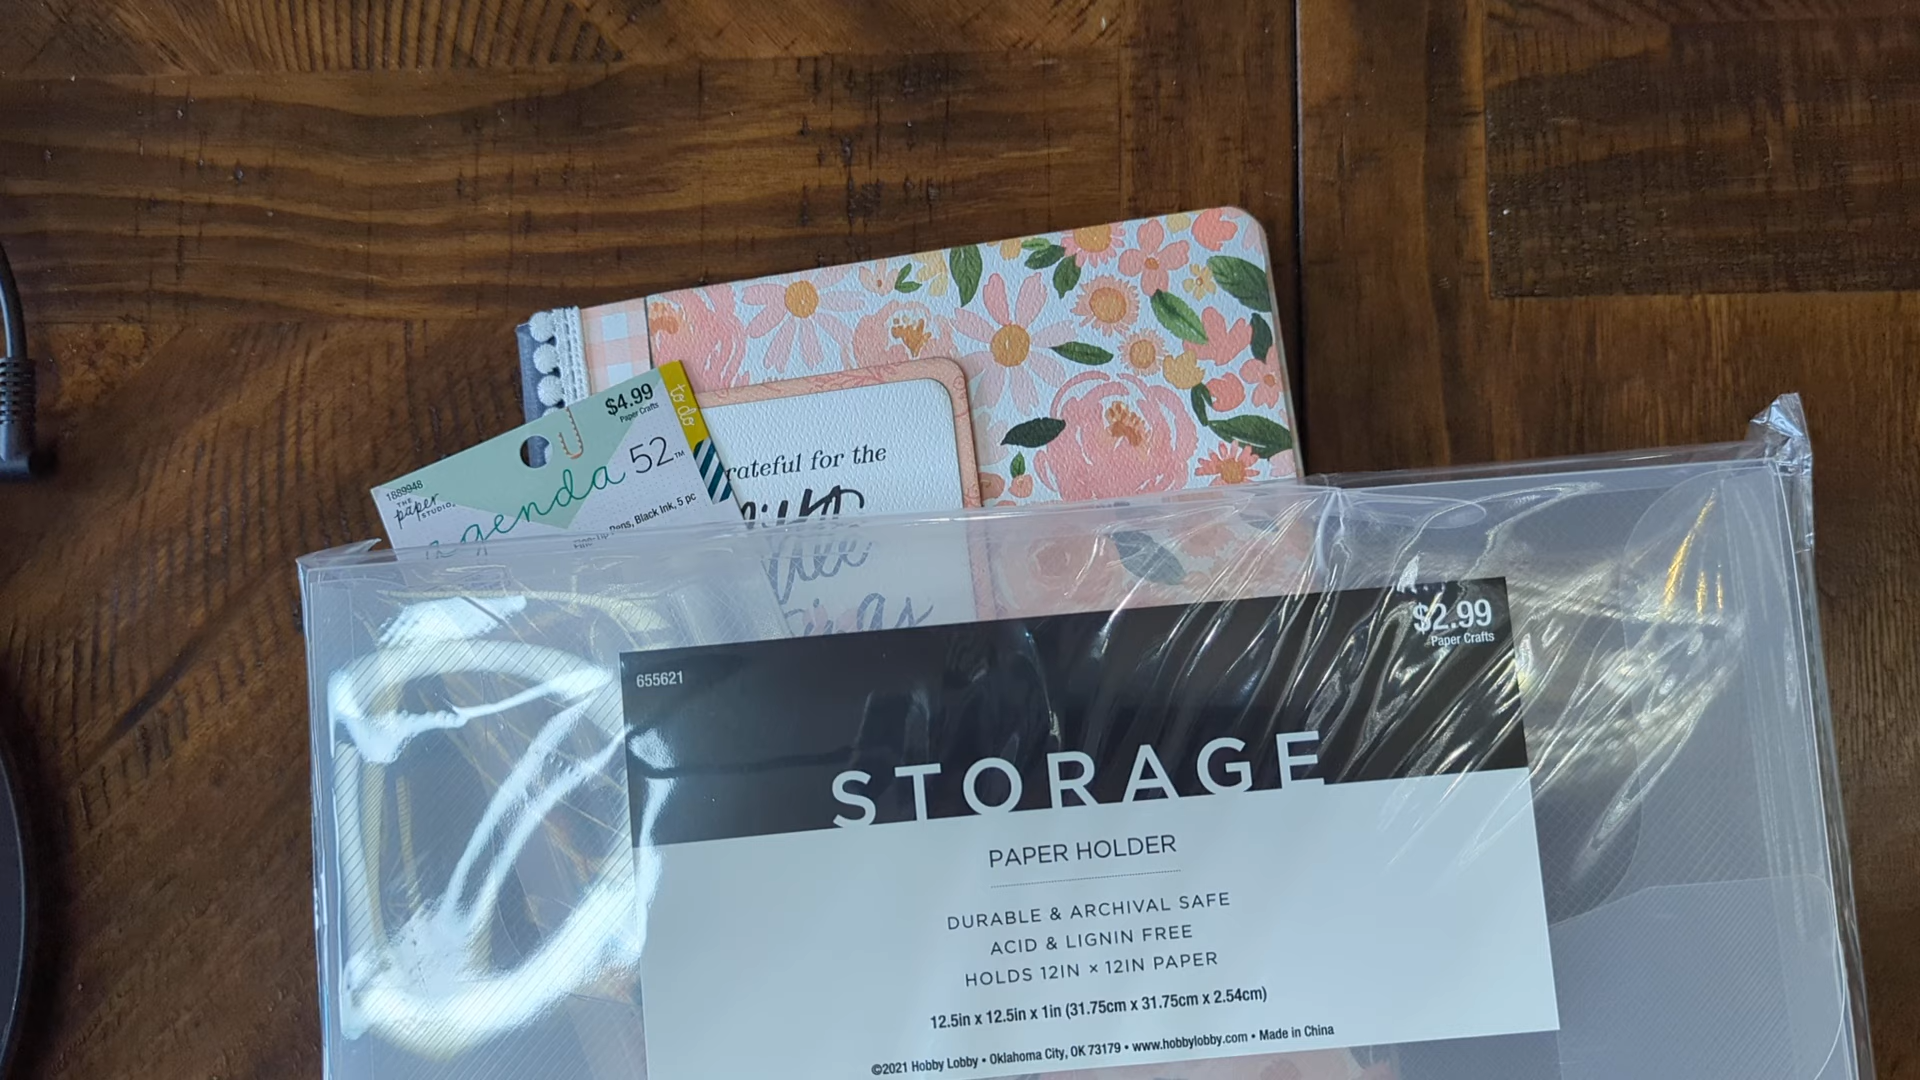 $4.99
Paper Crafts
to do
1889948
THE
paper
STUDIO
agenda 52™
Pens, Black Ink, 5 pc
rateful for the
$2.99
Paper Crafts
655621
STORAGE
PAPER HOLDER
DURABLE & ARCHIVAL SAFE
ACID & LIGNIN FREE
HOLDS 12IN × 12IN PAPER
12.5in x 12.5in x 1in (31.75cm x 31.75cm x 2.54cm)
©2021 Hobby Lobby • Oklahoma City, OK 73179 • www.hobbylobby.com • Made in China